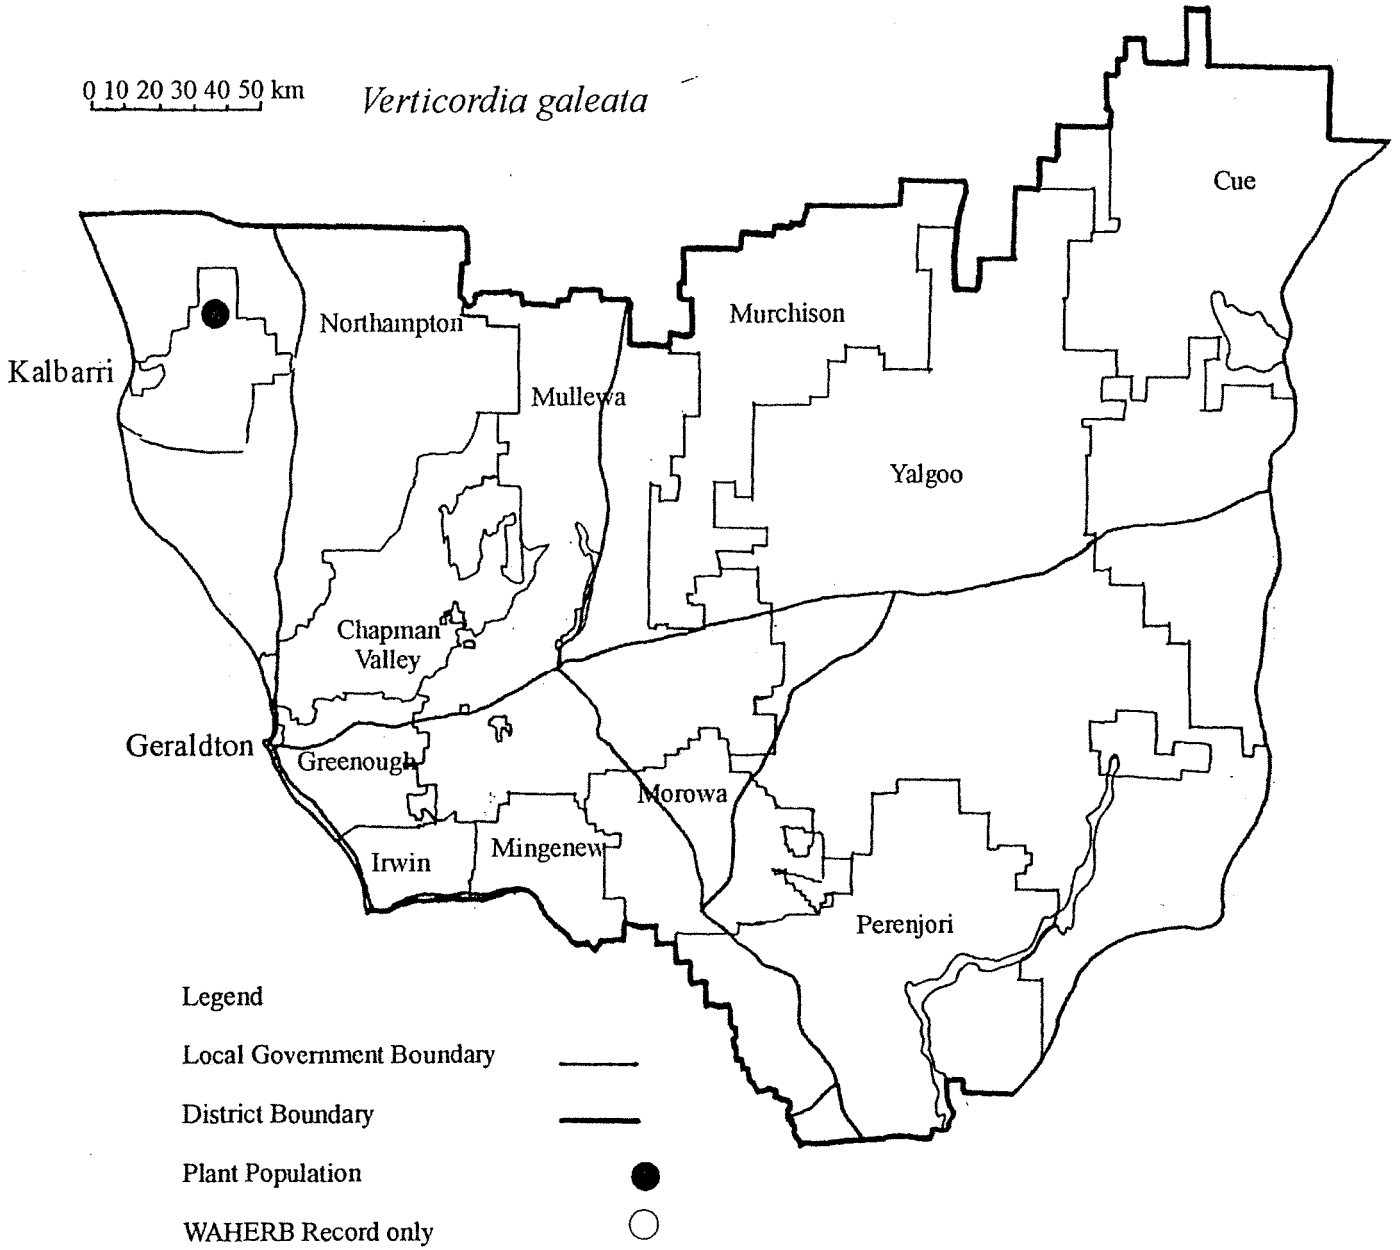 0 10 20 30 40 50 km
Verticordia galeata
Cue
Northampton
Murchison
Kalbarri
Mullewa
Yalgoo
Chapman
Valley
Geraldton
Greenough
Morowa
Irwin
Mingenew
Perenjori
Legend
Local Government Boundary
District Boundary
Plant Population
WAHERB Record only